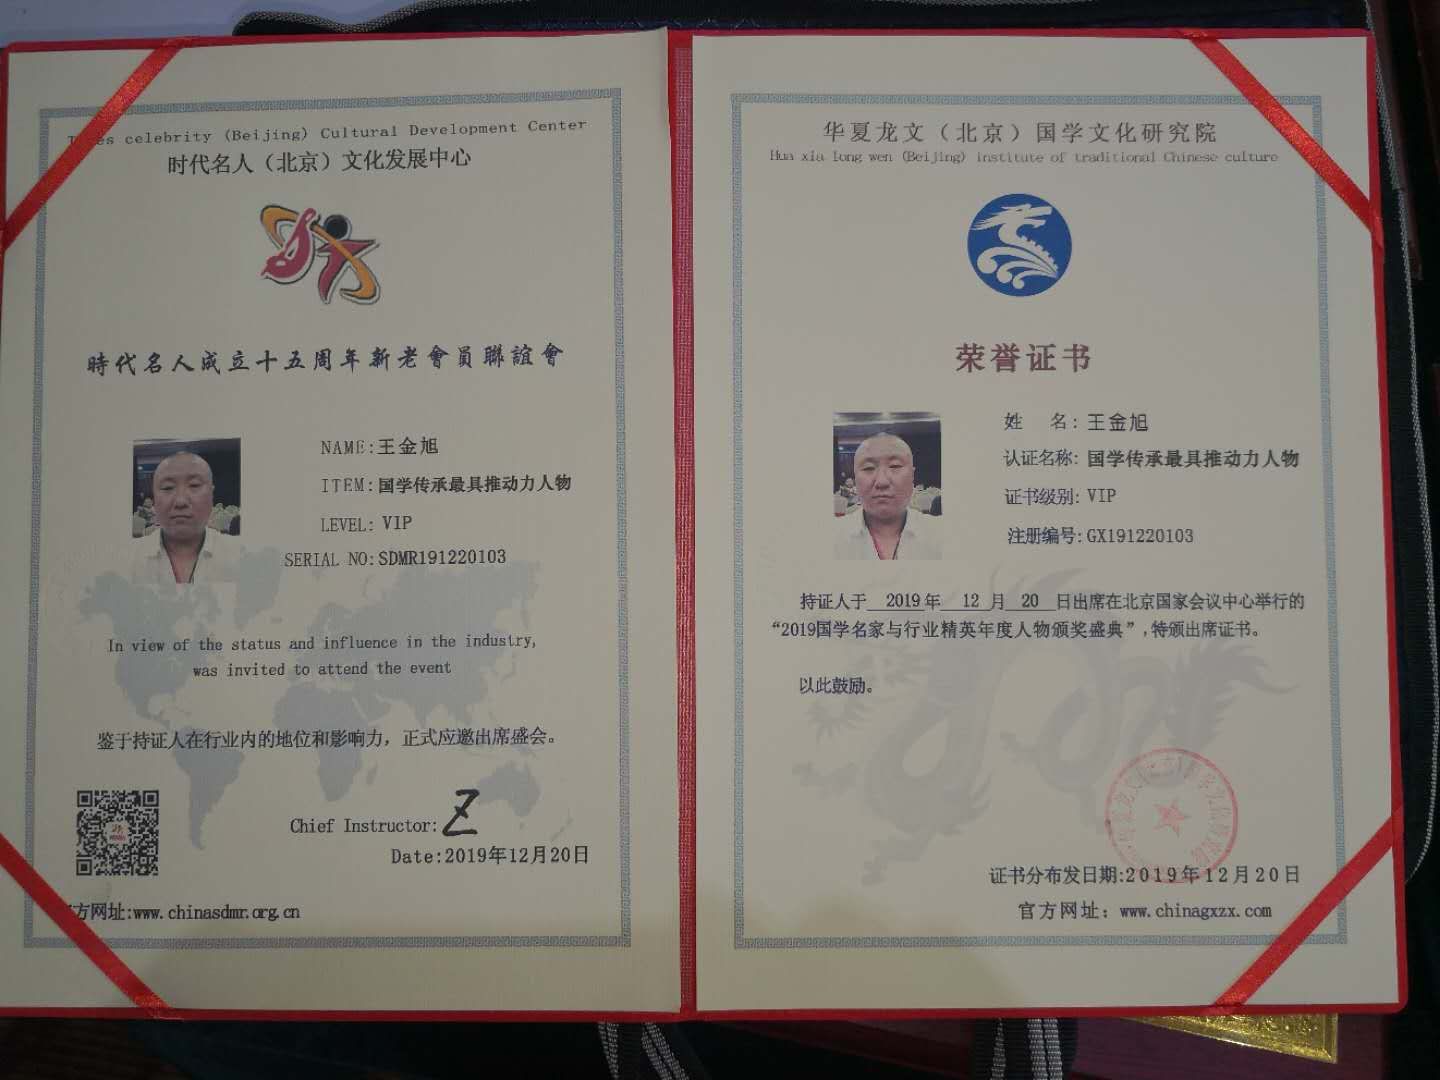 celebrity (Beijing) Cultural Development Center
时代名人（北京）文化发展中心
時代名人成立十五周年新老會員聯誼會
NAME:王金旭
ITEM:国学传承最具推动力人物
LEVEL: VIP
SERIAL NO:SDMR191220103
In view of the status and influence in the industry,
was invited to attend the event
鉴于持证人在行业内的地位和影响力，正式应邀出席盛会。
Chief Instructor:
Date:2019年12月20日
方网址:www.chinasdmr.org.cn
华夏龙文（北京）国学文化研究院
Hua xia long wen (Beijing) institute of traditional Chinese culture
荣誉证书
姓 名：王金旭
认证名称: 国学传承最具推动力人物
证书级别: VIP
注册编号: GX191220103
持证人于 2019 年 12 月 20 日出席在北京国家会议中心举行的
“2019国学名家与行业精英年度人物颁奖盛典”,特颁出席证书。
以此鼓励。
证书分布发日期:2019年12月20日
官方网址：www.chinagxzx.com